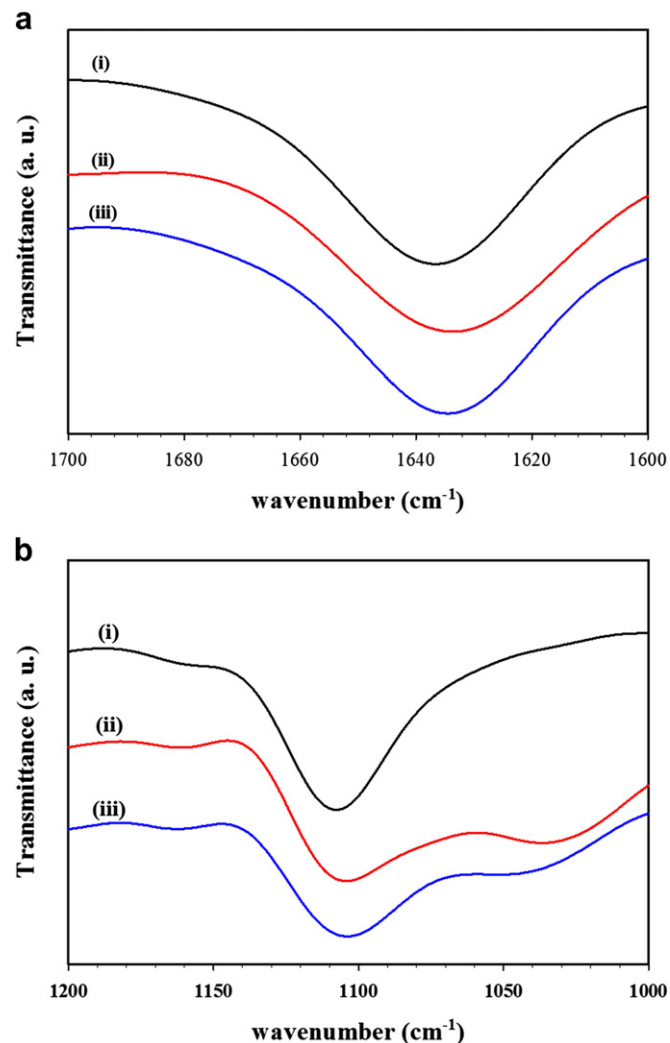 a
(i)
(ii)
(iii)
Transmittance (a. u.)
1700 1680 1660 1640 1620 1600
wavenumber (cm⁻¹)
b
(i)
(ii)
(iii)
Transmittance (a. u.)
1200 1150 1100 1050 1000
wavenumber (cm⁻¹)